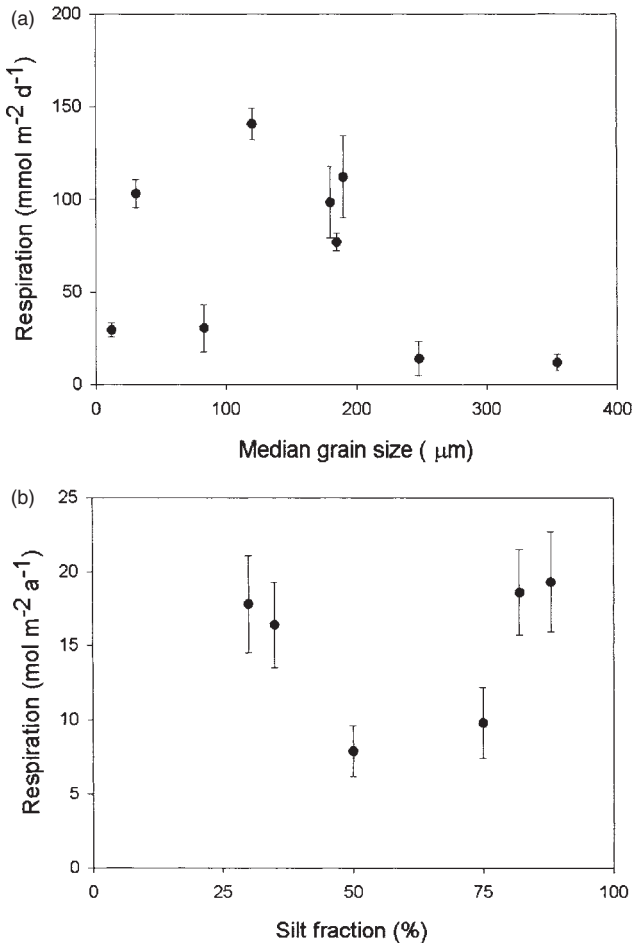 (a)
200
150
100
50
0
Respiration (mmol m-2 d-1)
0 100 200 300 400
Median grain size ( μm)
(b)
25
20
15
10
5
0
Respiration (mol m-2 a-1)
0 25 50 75 100
Silt fraction (%)